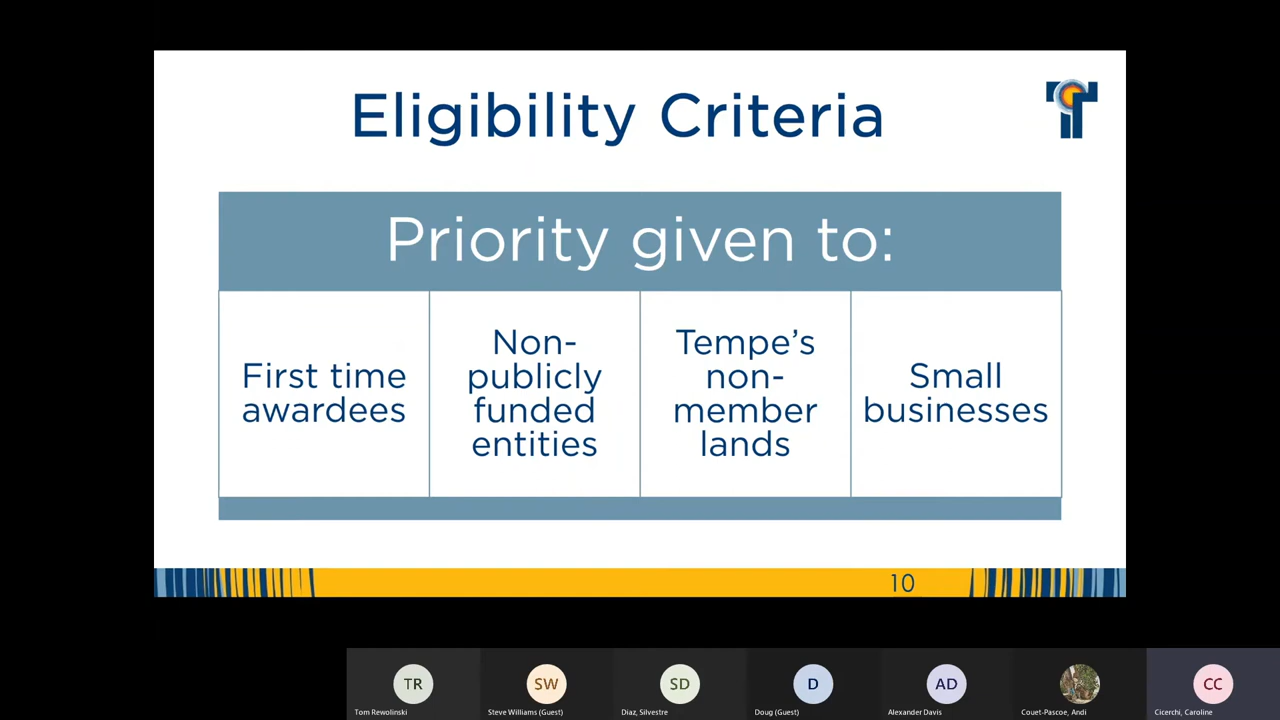 Eligibility Criteria
Priority given to:
First time
awardees
Non-
publicly
funded
entities
Tempe's
non-
member
lands
Small
businesses
10
TR
Tom Rewolinski
SW
Steve Williams (Guest)
SD
Diaz, Silvestre
D
Doug (Guest)
AD
Alexander Davis
Couet-Pascoe, Andi
CC
Cicerchi, Caroline